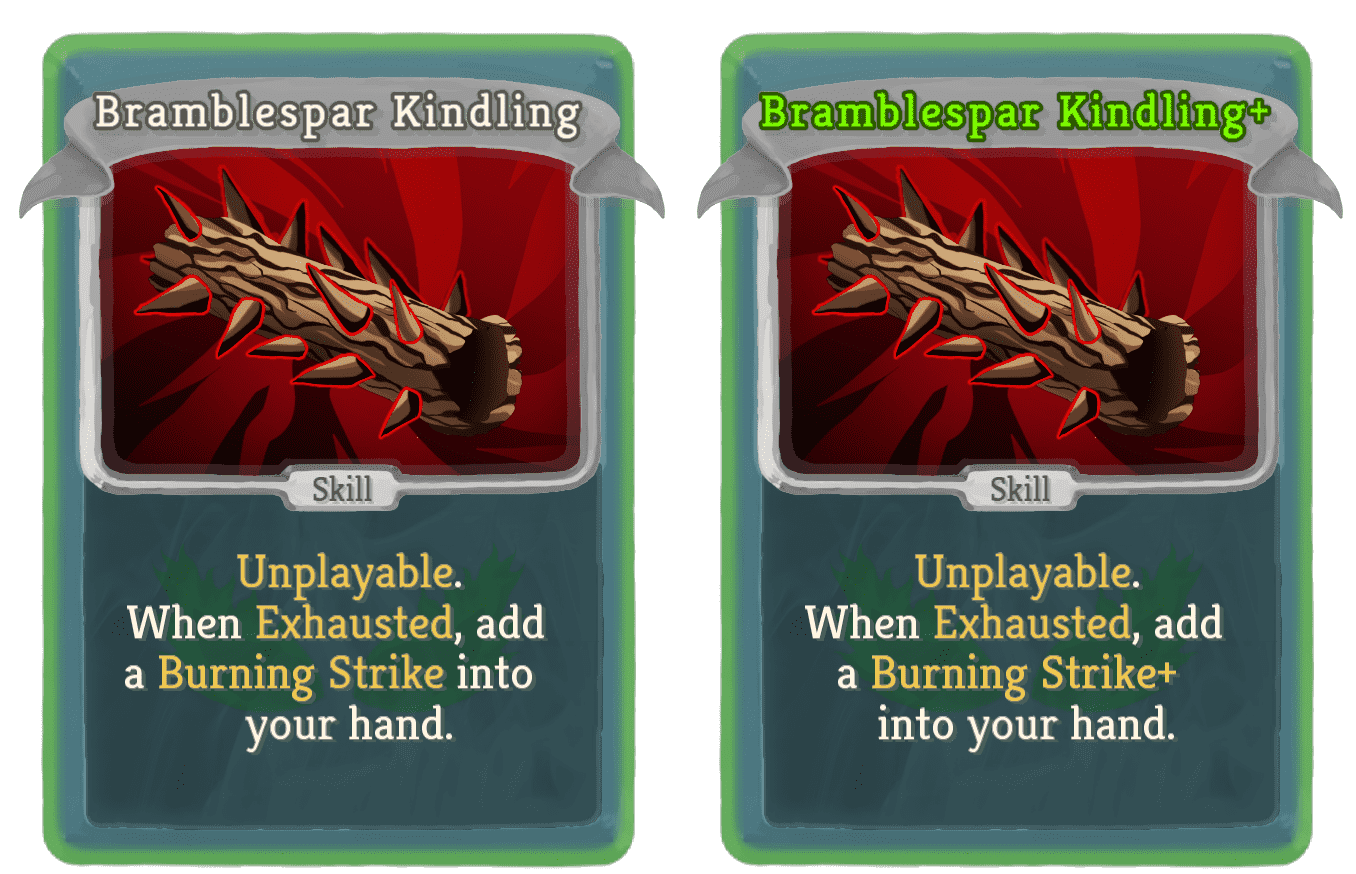 Bramblespar Kindling
Skill
Unplayable.
When Exhausted, add
a Burning Strike into
your hand.
Bramblespar Kindling+
Skill
Unplayable.
When Exhausted, add
a Burning Strike+
into your hand.